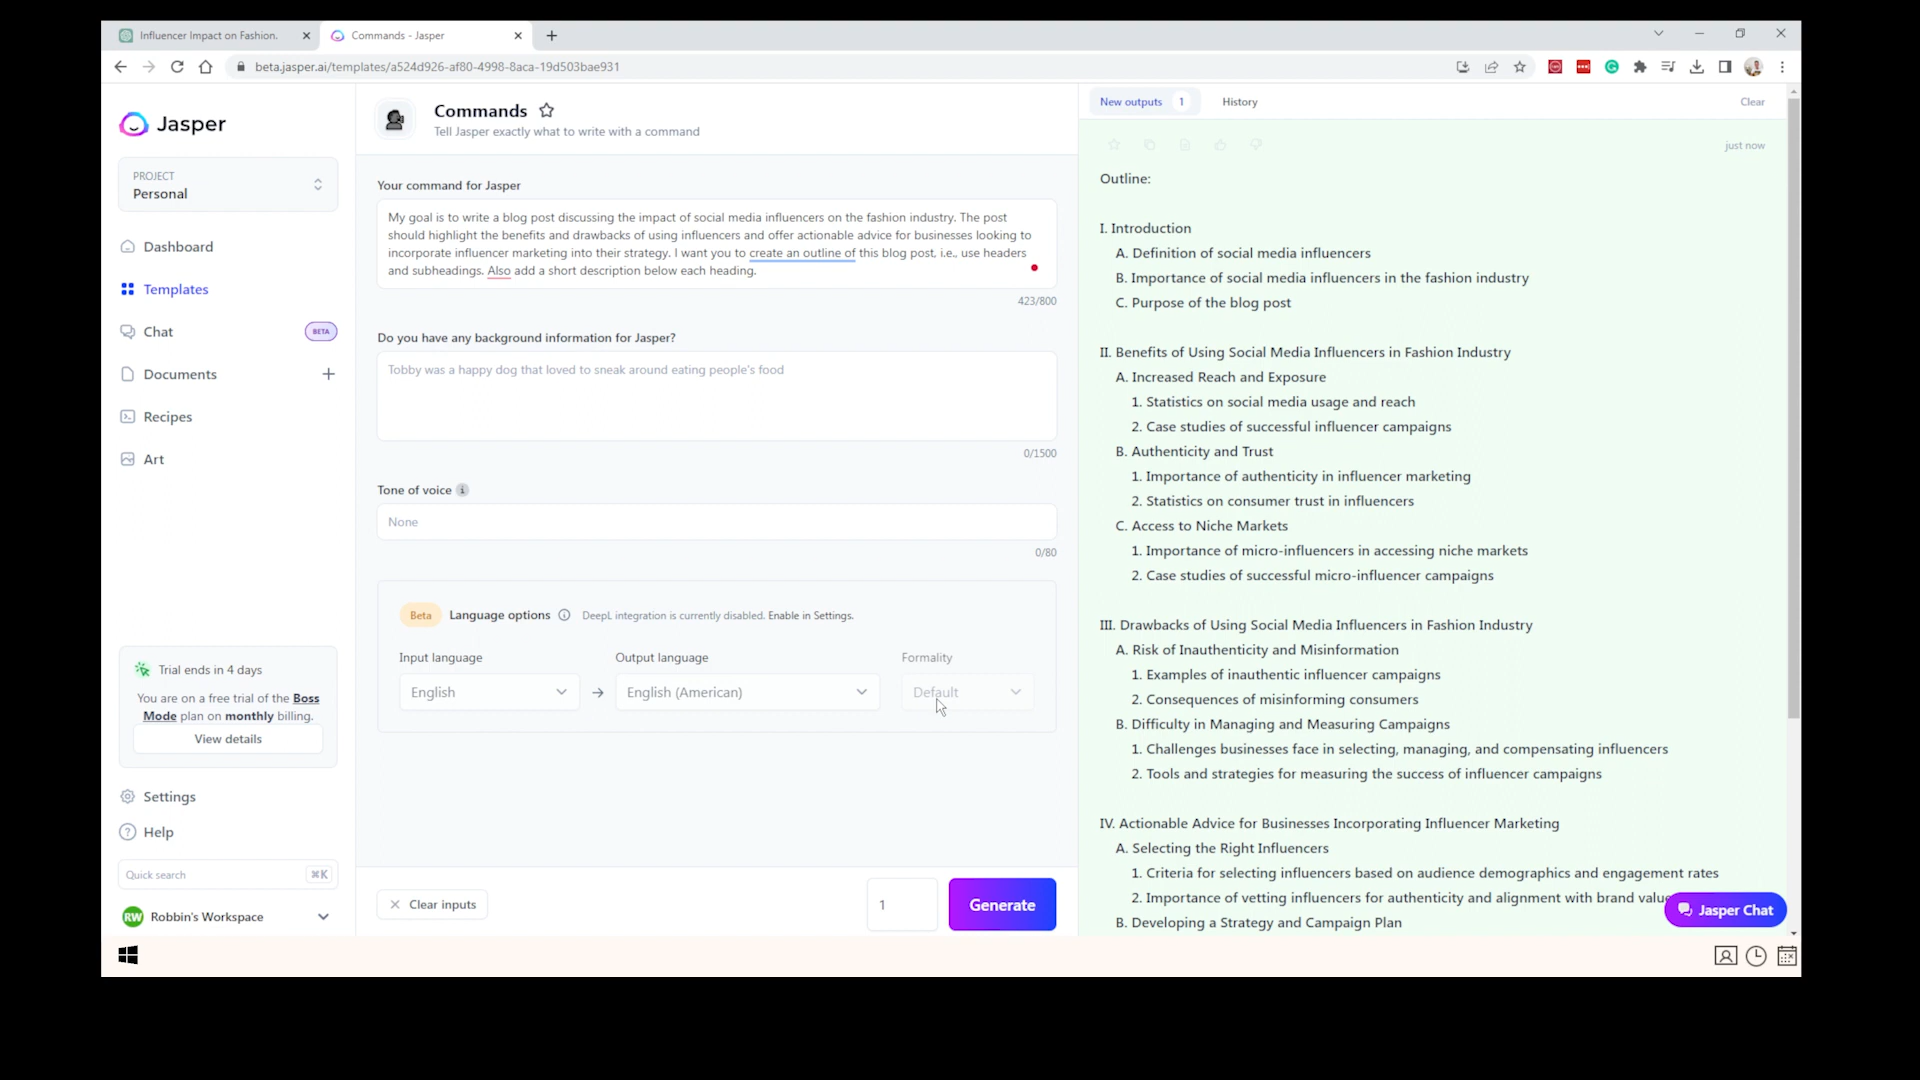 Influencer Impact on Fashion.
Commands - Jasper
beta.jasper.ai/templates/a524d926-af80-4998-8aca-19d503bae931
Jasper
PROJECT
Personal
Dashboard
Templates
Chat
BETA
Documents
Recipes
Art
Trial ends in 4 days
You are on a free trial of the Boss
Mode plan on monthly billing.
View details
Settings
Help
Quick search
⌘K
RW
Robbin's Workspace
Commands
Tell Jasper exactly what to write with a command
Your command for Jasper
My goal is to write a blog post discussing the impact of social media influencers on the fashion industry. The post
should highlight the benefits and drawbacks of using influencers and offer actionable advice for businesses looking to
incorporate influencer marketing into their strategy. I want you to create an outline of this blog post, i.e., use headers
and subheadings. Also add a short description below each heading.
423/800
Do you have any background information for Jasper?
Tobby was a happy dog that loved to sneak around eating people's food
0/1500
Tone of voice
None
0/80
Beta
Language options
DeepL integration is currently disabled. Enable in Settings.
Input language
Output language
Formality
English
English (American)
Default
Clear inputs
1
Generate
New outputs 1
History
Clear
just now
Outline:
I. Introduction
A. Definition of social media influencers
B. Importance of social media influencers in the fashion industry
C. Purpose of the blog post
II. Benefits of Using Social Media Influencers in Fashion Industry
A. Increased Reach and Exposure
1. Statistics on social media usage and reach
2. Case studies of successful influencer campaigns
B. Authenticity and Trust
1. Importance of authenticity in influencer marketing
2. Statistics on consumer trust in influencers
C. Access to Niche Markets
1. Importance of micro-influencers in accessing niche markets
2. Case studies of successful micro-influencer campaigns
III. Drawbacks of Using Social Media Influencers in Fashion Industry
A. Risk of Inauthenticity and Misinformation
1. Examples of inauthentic influencer campaigns
2. Consequences of misinforming consumers
B. Difficulty in Managing and Measuring Campaigns
1. Challenges businesses face in selecting, managing, and compensating influencers
2. Tools and strategies for measuring the success of influencer campaigns
IV. Actionable Advice for Businesses Incorporating Influencer Marketing
A. Selecting the Right Influencers
1. Criteria for selecting influencers based on audience demographics and engagement rates
2. Importance of vetting influencers for authenticity and alignment with brand
B. Developing a Strategy and Campaign Plan
Jasper Chat